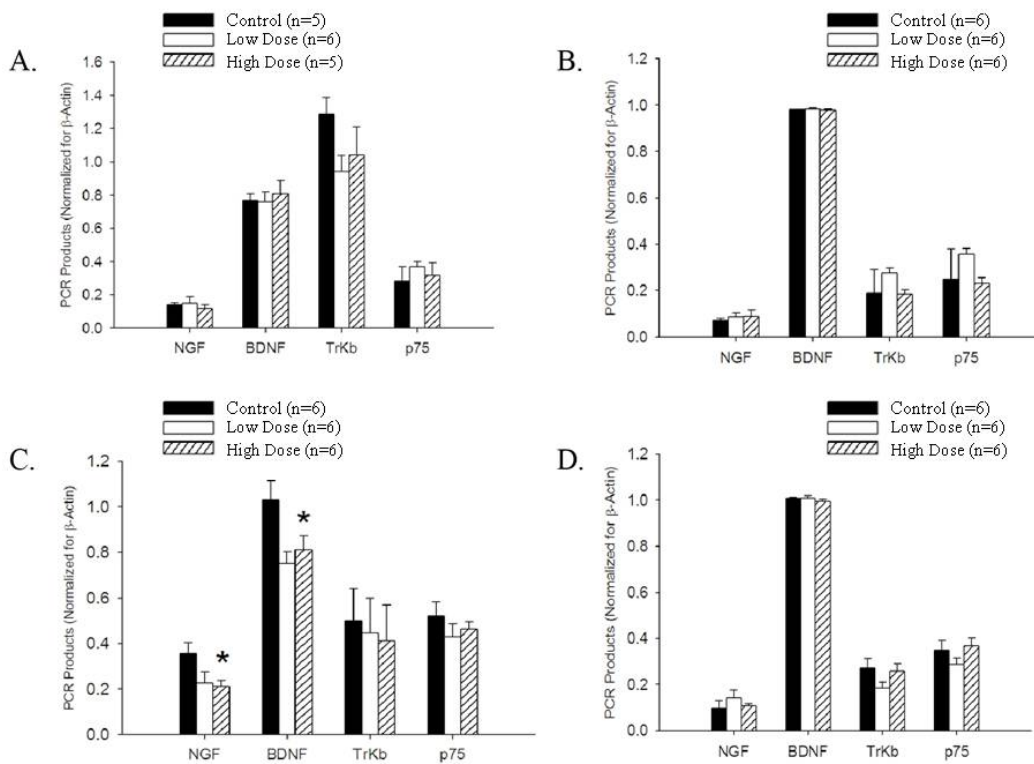 A.
Control (n=5)
Low Dose (n=6)
High Dose (n=5)
PCR Products (Normalized for β-Actin)
1.6
1.4
1.2
1.0
0.8
0.6
0.4
0.2
0.0
NGF BDNF TrKb p75
B.
Control (n=6)
Low Dose (n=6)
High Dose (n=6)
PCR Products (Normalized for β-Actin)
1.2
1.0
0.8
0.6
0.4
0.2
0.0
NGF BDNF TrKb p75
C.
Control (n=6)
Low Dose (n=6)
High Dose (n=6)
PCR Products (Normalized for β-Actin)
1.2
1.0
0.8
0.6
0.4
0.2
0.0
*
*
NGF BDNF TrKb p75
D.
Control (n=6)
Low Dose (n=6)
High Dose (n=6)
PCR Products (Normalized for β-Actin)
1.2
1.0
0.8
0.6
0.4
0.2
0.0
NGF BDNF TrKb p75